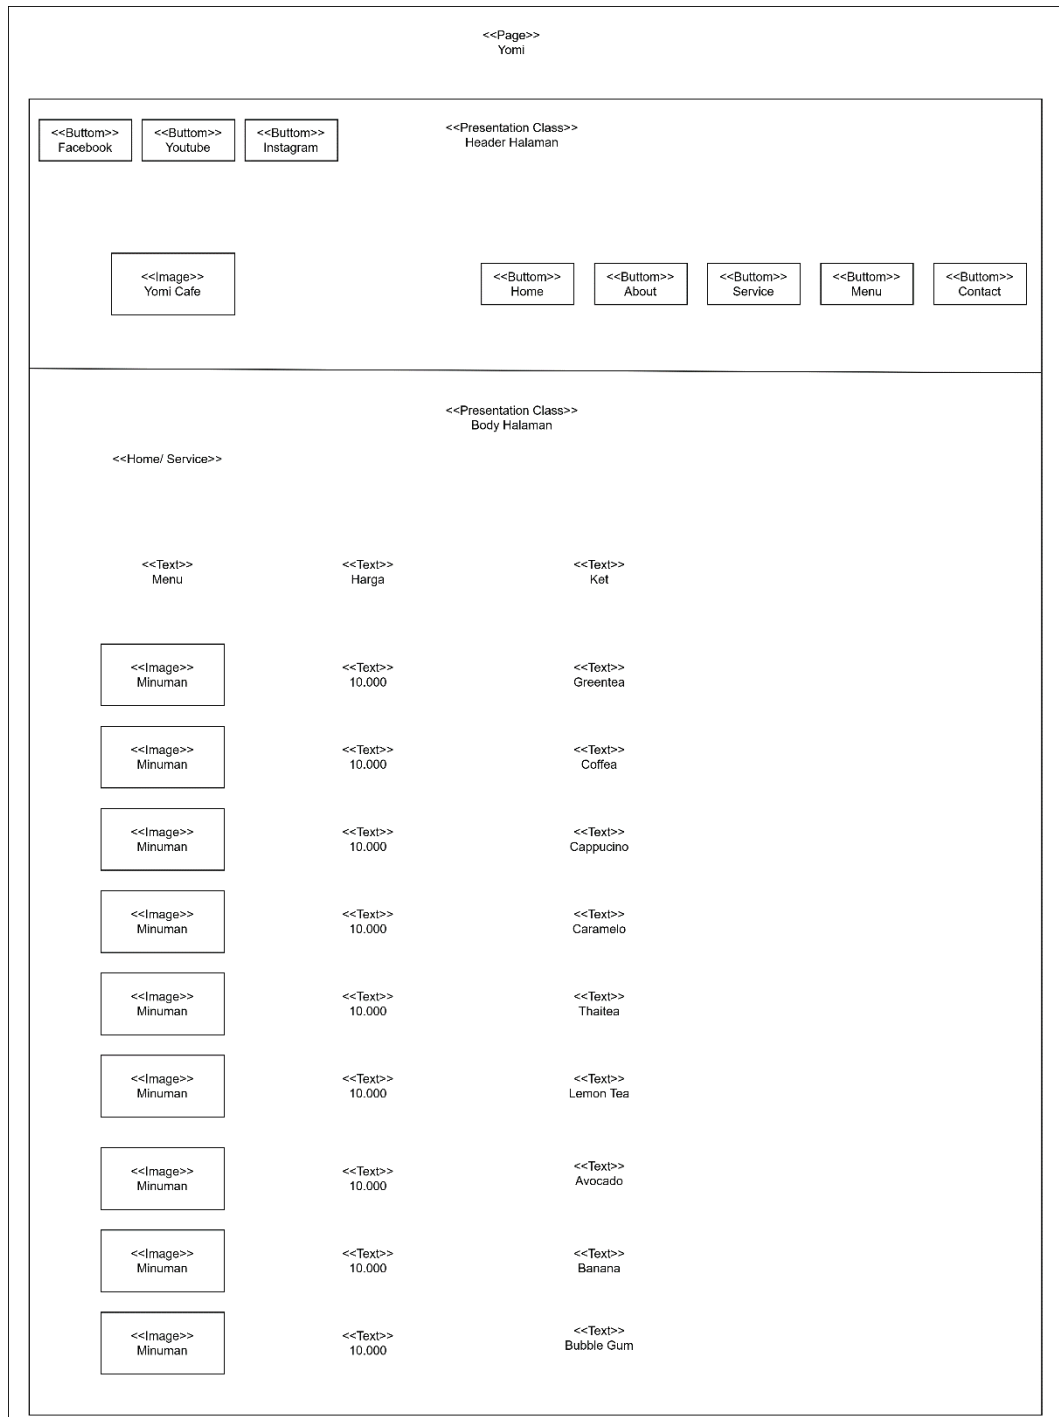 <<Page>>
Yomi
<<Buttom>>
Facebook
<<Buttom>>
Youtube
<<Buttom>>
Instagram
<<Presentation Class>>
Header Halaman
<<Image>>
Yomi Cafe
<<Buttom>>
Home
<<Buttom>>
About
<<Buttom>>
Service
<<Buttom>>
Menu
<<Buttom>>
Contact
<<Presentation Class>>
Body Halaman
<<Home/ Service>>
<<Text>>
Menu
<<Text>>
Harga
<<Text>>
Ket
<<Image>>
Minuman
<<Text>>
10.000
<<Text>>
Greentea
<<Image>>
Minuman
<<Text>>
10.000
<<Text>>
Coffea
<<Image>>
Minuman
<<Text>>
10.000
<<Text>>
Cappucino
<<Image>>
Minuman
<<Text>>
10.000
<<Text>>
Caramelo
<<Image>>
Minuman
<<Text>>
10.000
<<Text>>
Thaitea
<<Image>>
Minuman
<<Text>>
10.000
<<Text>>
Lemon Tea
<<Image>>
Minuman
<<Text>>
10.000
<<Text>>
Avocado
<<Image>>
Minuman
<<Text>>
10.000
<<Text>>
Banana
<<Image>>
Minuman
<<Text>>
10.000
<<Text>>
Bubble Gum